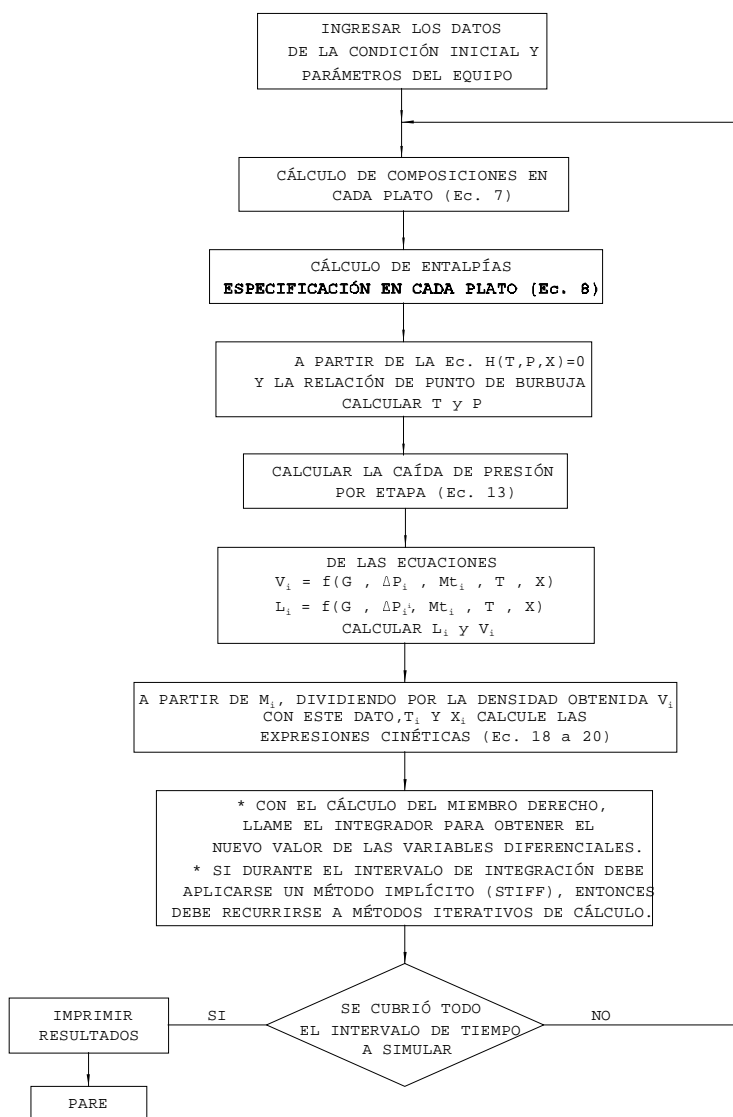 INGRESAR LOS DATOS
DE LA CONDICIÓN INICIAL Y
PARÁMETROS DEL EQUIPO
CÁLCULO DE COMPOSICIONES EN
CADA PLATO (Ec. 7)
CÁLCULO DE ENTALPÍAS
ESPECIFICACIÓN EN CADA PLATO (Ec. 8)
A PARTIR DE LA Ec. H(T,P,X)=0
Y LA RELACIÓN DE PUNTO DE BURBUJA
CALCULAR T y P
CALCULAR LA CAÍDA DE PRESIÓN
POR ETAPA (Ec. 13)
DE LAS ECUACIONES
Vᵢ = f(G , ΔPᵢ , Mtᵢ , T , X)
Lᵢ = f(G , ΔPᵢⁱ, Mtᵢ , T , X)
CALCULAR Lᵢ y Vᵢ
A PARTIR DE Mᵢ, DIVIDIENDO POR LA DENSIDAD OBTENIDA Vᵢ
CON ESTE DATO,Tᵢ Y Xᵢ CALCULE LAS
EXPRESIONES CINÉTICAS (Ec. 18 a 20)
* CON EL CÁLCULO DEL MIEMBRO DERECHO,
LLAME EL INTEGRADOR PARA OBTENER EL
NUEVO VALOR DE LAS VARIABLES DIFERENCIALES.
* SI DURANTE EL INTERVALO DE INTEGRACIÓN DEBE
APLICARSE UN MÉTODO IMPLÍCITO (STIFF), ENTONCES
DEBE RECURRIRSE A MÉTODOS ITERATIVOS DE CÁLCULO.
SE CUBRIÓ TODO
EL INTERVALO DE TIEMPO
A SIMULAR
SI
NO
IMPRIMIR
RESULTADOS
PARE